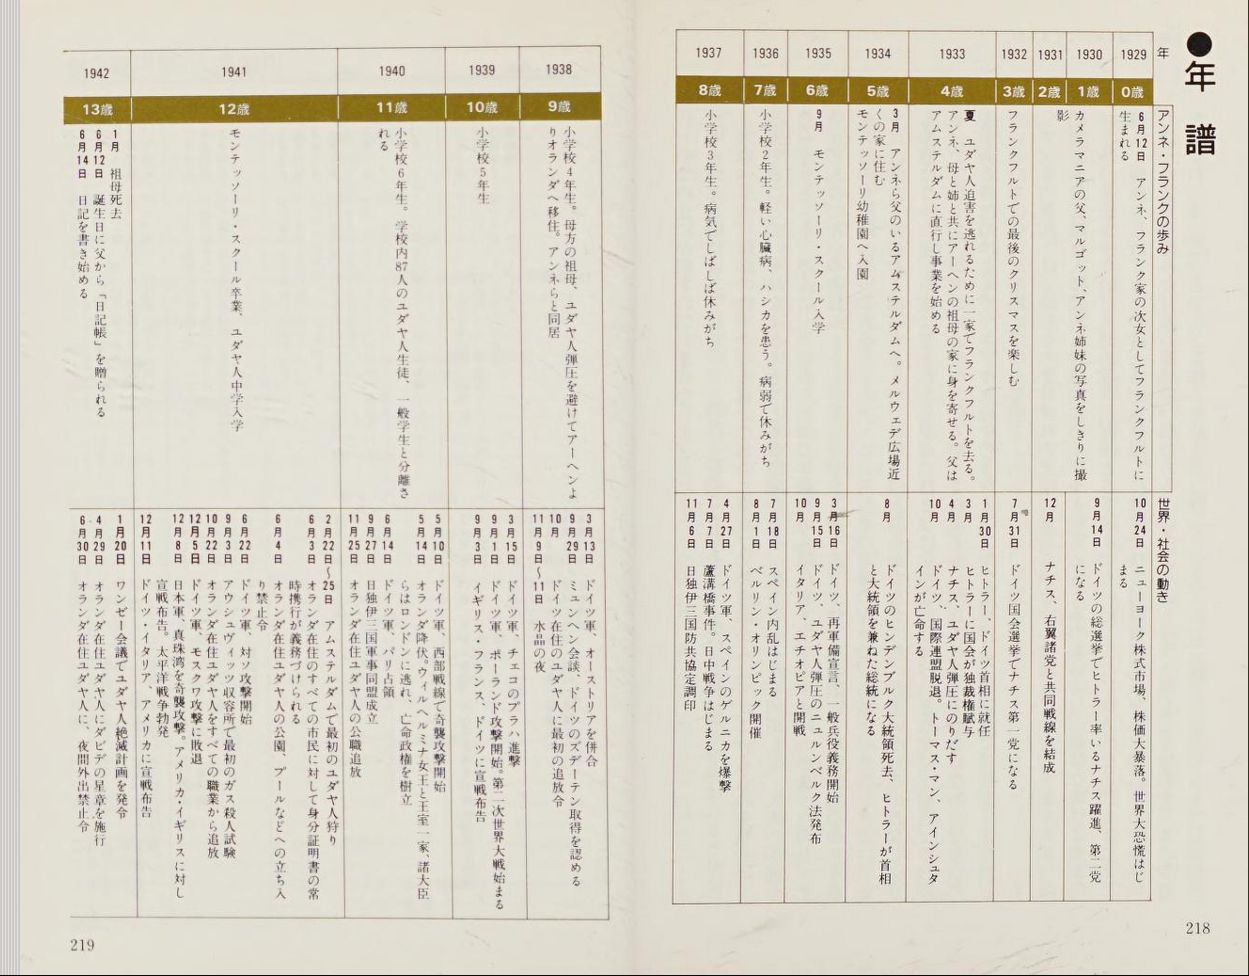 ●年譜
年
アンネ・フランクの歩み
世界・社会の動き
1929
0歳
6月12日 アンネ、フランク家の次女としてフランクフルトに
生まれる
10月24日 ニューヨーク株式市場、株価大暴落。世界大恐慌はじ
まる
1930
1歳
カメラマニアの父、マルゴット、アンネ姉妹の写真をしきりに撮
影
9月14日 ドイツの総選挙でヒトラー率いるナチス躍進、第二党
になる
1931
2歳
12月 ナチス、右翼諸党と共同戦線を結成
1932
3歳
フランクフルトでの最後のクリスマスを楽しむ
7月31日 ドイツ国会選挙でナチス第一党になる
1933
4歳
夏 ユダヤ人迫害を逃れるために一家でフランクフルトを去る。
アンネ、母と姉と共にアーヘンの祖母の家に身を寄せる。父は
アムステルダムに直行し事業を始める
1月30日 ヒトラー、ドイツ首相に就任
3月 ヒトラーに国会が独裁権賦与
4月 ナチス、ユダヤ人弾圧にのりだす
10月 ドイツ、国際連盟脱退。トーマス・マン、アインシュタ
インが亡命する
1934
5歳
3月 アンネら父のいるアムステルダムへ。メルウェデ広場近
くの家に住む
モンテッソーリ幼稚園へ入園
8月 ドイツのヒンデンブルク大統領死去、ヒトラーが首相
と大統領を兼ねた総統になる
1935
6歳
9月 モンテッソーリ・スクール入学
3月16日 ドイツ、再軍備宣言、一般兵役義務開始
9月15日 ドイツ、ユダヤ人弾圧のニュルンベルク法発布
10月 イタリア、エチオピアと開戦
1936
7歳
小学校2年生。軽い心臓病、ハシカを患う。病弱で休みがち
7月18日 スペイン内乱はじまる
8月1日 ベルリン・オリンピック開催
1937
8歳
小学校3年生。病気でしばしば休みがち
4月27日 ドイツ軍、スペインのゲルニカを爆撃
7月7日 蘆溝橋事件。日中戦争はじまる
11月6日 日独伊三国防共協定調印
218
1938
9歳
小学校4年生。母方の祖母、ユダヤ人弾圧を避けてアーヘンよ
りオランダへ移住。アンネらと同居
3月13日 ドイツ軍、オーストリアを併合
9月29日 ミュンヘン会談、ドイツのズデーテン取得を認める
10月 ドイツ在住のユダヤ人に最初の追放令
11月9日〜11日 水晶の夜
1939
10歳
小学校5年生
3月15日 ドイツ軍、チェコのプラハ進撃
9月1日 ドイツ軍、ポーランド攻撃開始。第二次世界大戦始まる
9月3日 イギリス・フランス、ドイツに宣戦布告
1940
11歳
小学校6年生。学校内87人のユダヤ人生徒、一般学生と分離さ
れる
5月10日 ドイツ軍、西部戦線で奇襲攻撃開始
5月14日 オランダ降伏。ウィルヘルミナ女王と王室一家、諸大臣
らはロンドンに逃れ、亡命政権を樹立
6月14日 ドイツ軍、パリ占領
9月27日 日独伊三国軍事同盟成立
11月25日 オランダ在住ユダヤ人の公職追放
1941
12歳
モンテッソーリ・スクール卒業、ユダヤ人中学入学
2月22日〜25日 アムステルダムで最初のユダヤ人狩り
6月3日 オランダ在住のすべての市民に対して身分証明書の常
時携行が義務づけられる
6月4日 オランダ在住ユダヤ人の公園、プールなどへの立ち入
り禁止令
6月22日 ドイツ軍、対ソ攻撃開始
9月3日 アウシュヴィッツ収容所で最初のガス殺人試験
10月22日 オランダ在住ユダヤ人をすべての職業から追放
12月5日 ドイツ軍、モスクワ攻撃に敗退
12月8日 日本軍、真珠湾を奇襲攻撃。アメリカ・イギリスに対し
宣戦布告。太平洋戦争勃発
12月11日 ドイツ・イタリア、アメリカに宣戦布告
1942
13歳
1月 祖母死去
6月12日 誕生日に父から「日記帳」を贈られる
6月14日 日記を書き始める
1月20日 ワンゼー会議でユダヤ人絶滅計画を発令
4月29日 オランダ在住ユダヤ人にダビデの星章を施行
6月30日 オランダ在住ユダヤ人に、夜間外出禁止令
219